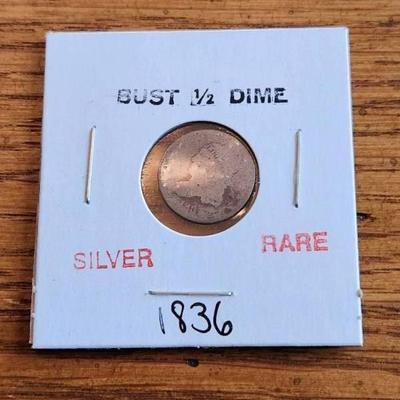 BUST ½ DIME
SILVER RARE
1836